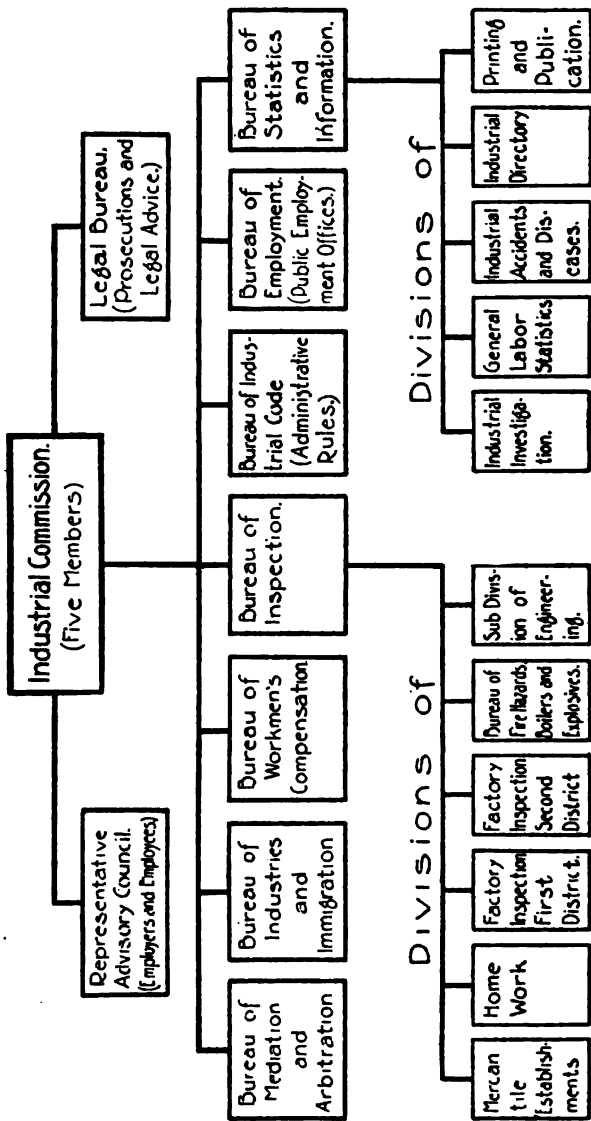 Industrial Commission.
(Five Members)
Representative
Advisory Council.
(Employers and Employees)
Legal Bureau.
(Prosecutions and
Legal Advice.)
Bureau of
Mediation
and
Arbitration
Bureau of
Industries
and
Immigration
Bureau of
Workmen's
Compensation
Bureau of
Inspection.
Bureau of Indus-
trial Code
(Administrative
Rules.)
Bureau of
Employment.
(Public Employ-
ment Offices.)
Bureau of
Statistics
and
Information.
Divisions of
Mercan
tile
Establish-
ments
Home
Work
Factory
Inspection
First
District.
Factory
Inspection
Second
District
Bureau of
Fire Hazards,
Boilers and
Explosives.
Sub Divis-
ion of
Engineer-
ing.
Divisions of
Industrial
Investiga-
tion.
General
Labor
Statistics
Industrial
Accidents
and Dis-
eases.
Industrial
Directory
Printing
and
Publi-
cation.